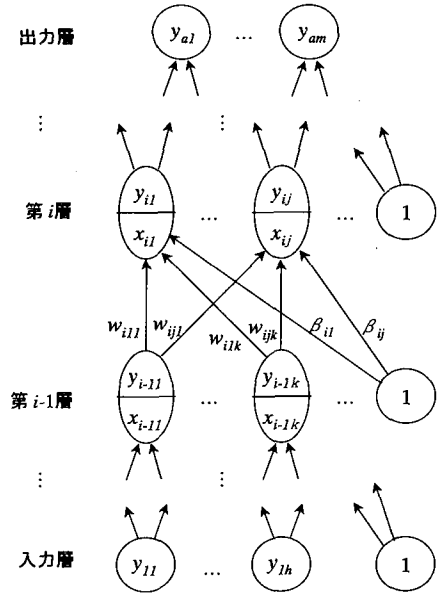 出力層 y_{a1} … y_{am}
⋮ ⋮
第 i層 y_{i1} … y_{ij} … 1
x_{i1} x_{ij}
w_{i11} w_{ij1} w_{i1k} w_{ijk} β_{i1} β_{ij}
第 i-1層 y_{i-11} … y_{i-1k} … 1
x_{i-11} x_{i-1k}
⋮ ⋮
入力層 y_{11} … y_{1h} 1